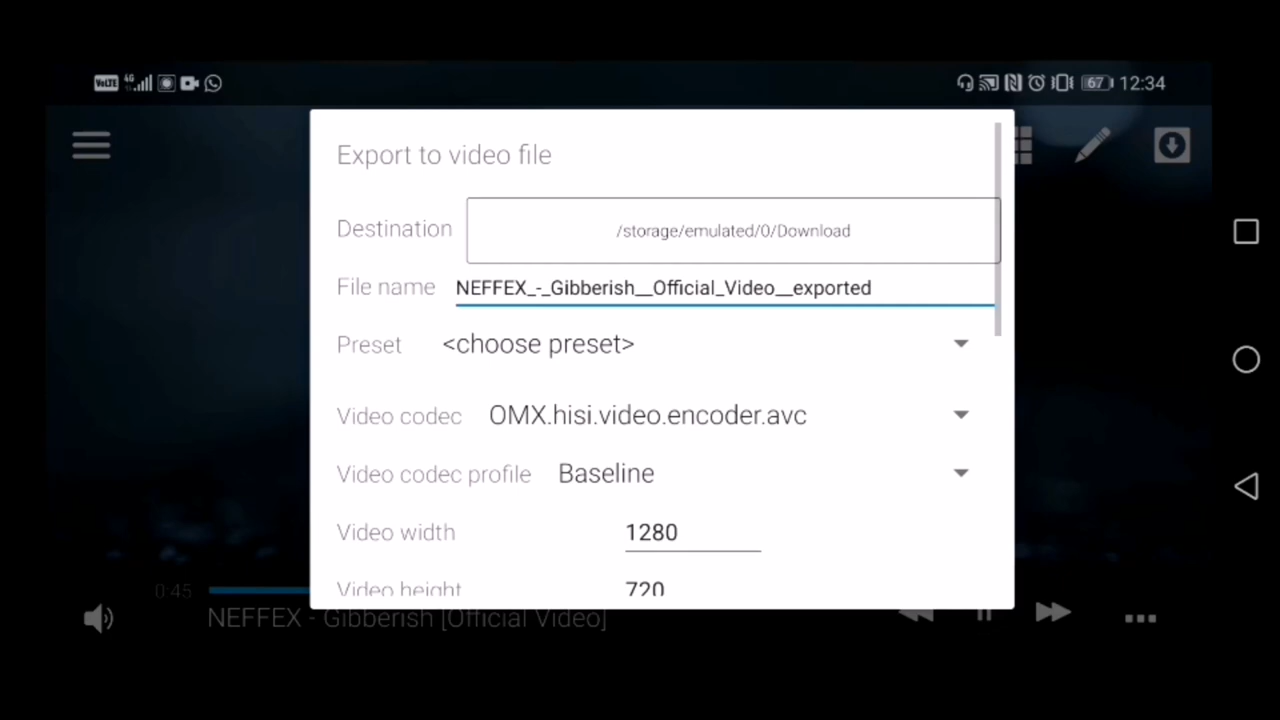 VoLTE 4G 67 12:34
Export to video file
Destination /storage/emulated/0/Download
File name NEFFEX_-_Gibberish__Official_Video__exported
Preset <choose preset>
Video codec OMX.hisi.video.encoder.avc
Video codec profile Baseline
Video width 1280
Video height 720
0:45
NEFFEX - Gibberish [Official Video]